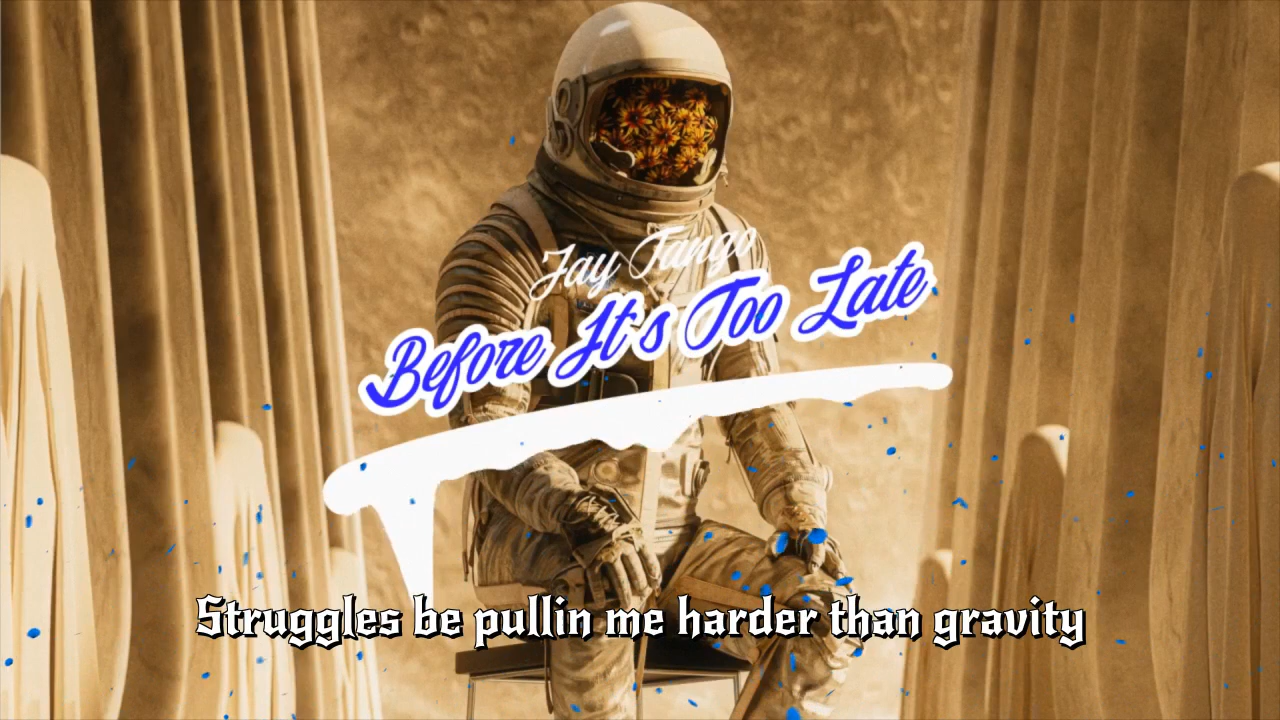 Jay Tango
Before It's Too Late
Struggles be pullin me harder than gravity